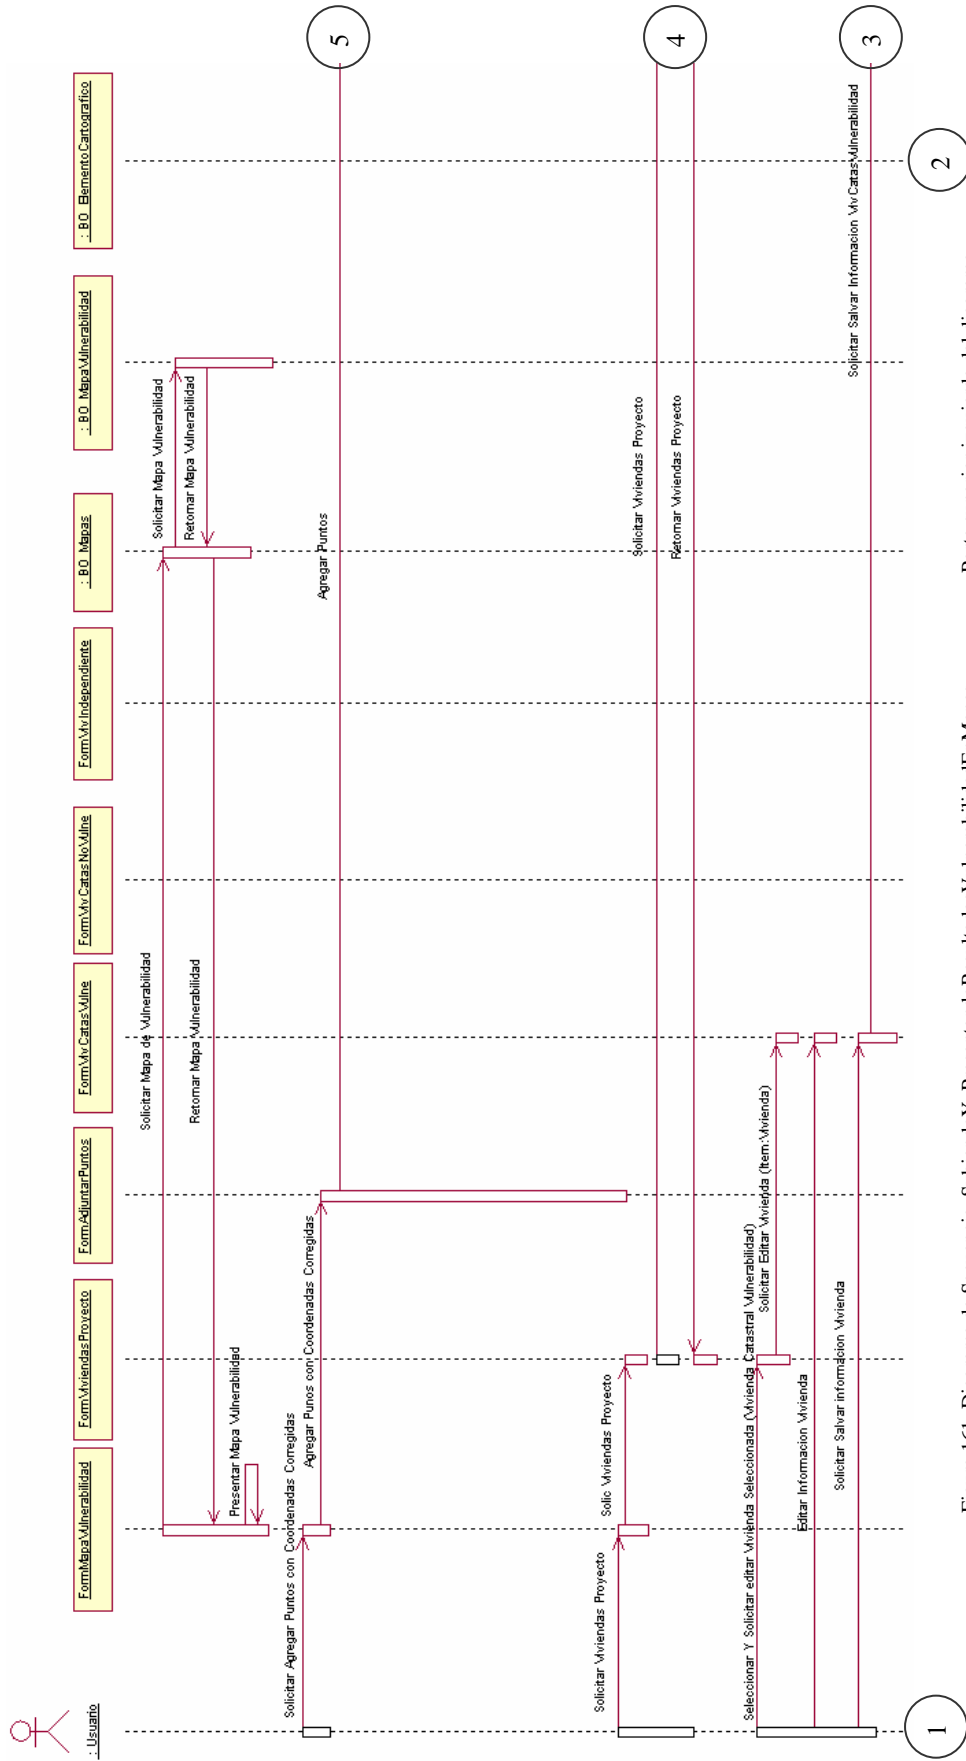 : Usuario
FormMapaVulnerabilidad
FormViviendasProyecto
FormAdjuntarPuntos
FormVivCatasVulne
FormVivCatasNoVulne
FormVivIndependiente
: BO_Mapas
: BO_MapaVulnerabilidad
: BO_ElementoCartografico
Solicitar Mapa de Vulnerabilidad
Solicitar Mapa Vulnerabilidad
Retornar Mapa Vulnerabilidad
Retornar Mapa Vulnerabilidad
Presentar Mapa Vulnerabilidad
Solicitar Agregar Puntos con Coordenadas Corregidas
Agregar Punos con Coordenadas Corregidas
Agregar Puntos
5
Solicitar Viviendas Proyecto
Solic Viviendas Proyecto
Solicitar Viviendas Proyecto
Retornar Viviendas Proyecto
4
Seleccionar Y Solicitar editar Vivienda Seleccionada (Vivienda Catastral Vulnerabilidad)
Solicitar Editar Vivienda (Item:Vivienda)
Editar Informacion Vivienda
Solicitar Salvar informacion Vivienda
Solicitar Salvar Informacion Viv Catas Vulnerabilidad
3
1
2